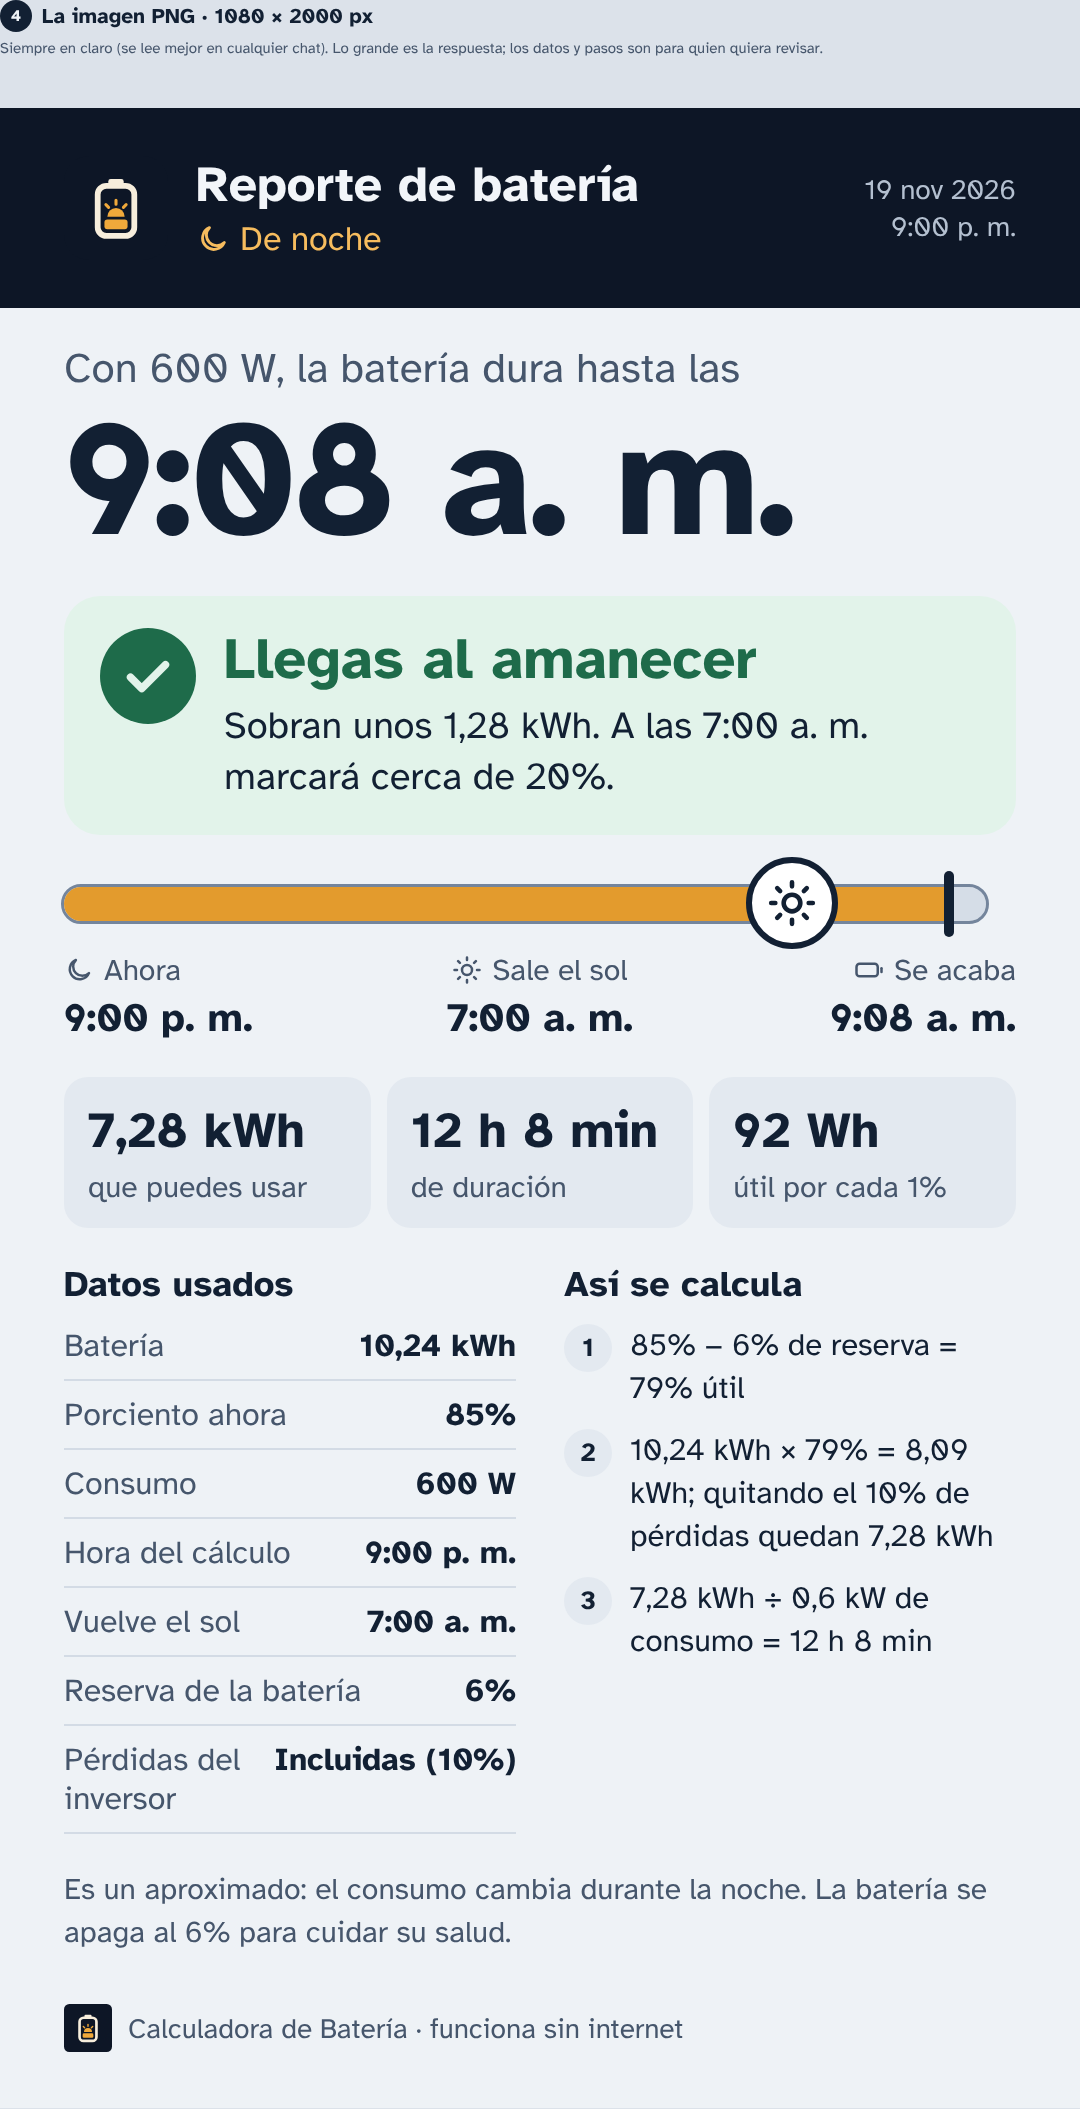 4 La imagen PNG · 1080 × 2000 px
Siempre en claro (se lee mejor en cualquier chat). Lo grande es la respuesta; los datos y pasos son para quien quiera revisar.
Reporte de batería
De noche
19 nov 2026
9:00 p. m.
Con 600 W, la batería dura hasta las
9:08 a. m.
Llegas al amanecer
Sobran unos 1,28 kWh. A las 7:00 a. m.
marcará cerca de 20%.
Ahora
9:00 p. m.
Sale el sol
7:00 a. m.
Se acaba
9:08 a. m.
7,28 kWh
que puedes usar
12 h 8 min
de duración
92 Wh
útil por cada 1%
Datos usados
Batería 10,24 kWh
Porciento ahora 85%
Consumo 600 W
Hora del cálculo 9:00 p. m.
Vuelve el sol 7:00 a. m.
Reserva de la batería 6%
Pérdidas del Incluidas (10%)
inversor
Así se calcula
1 85% – 6% de reserva =
79% útil
2 10,24 kWh × 79% = 8,09
kWh; quitando el 10% de
pérdidas quedan 7,28 kWh
3 7,28 kWh ÷ 0,6 kW de
consumo = 12 h 8 min
Es un aproximado: el consumo cambia durante la noche. La batería se
apaga al 6% para cuidar su salud.
Calculadora de Batería · funciona sin internet